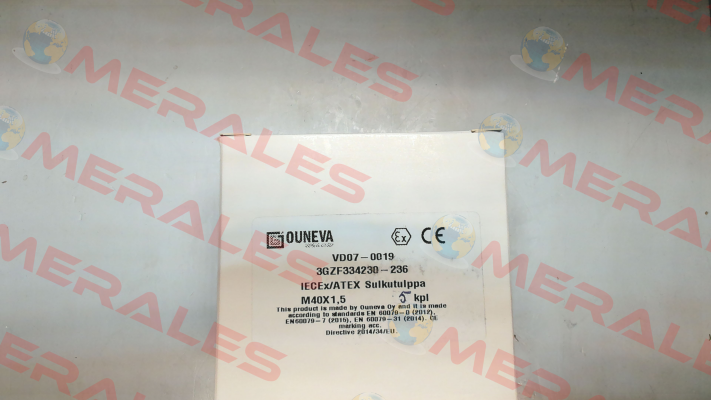 MERALES
MERALES
MERALES
MERALES
MERALES
MERALES
OUNEVA
VD07-0019
3GZF334230-236
IECEx/ATEX Sulkutulppa
M40X1,5 5 kpl
This product is made by Ouneva Oy and it is made
according to standards EN 60079-0 (2012),
EN60079-7 (2015), EN 60079-31 (2014). CE
marking acc.
Directive 2014/34/EU.